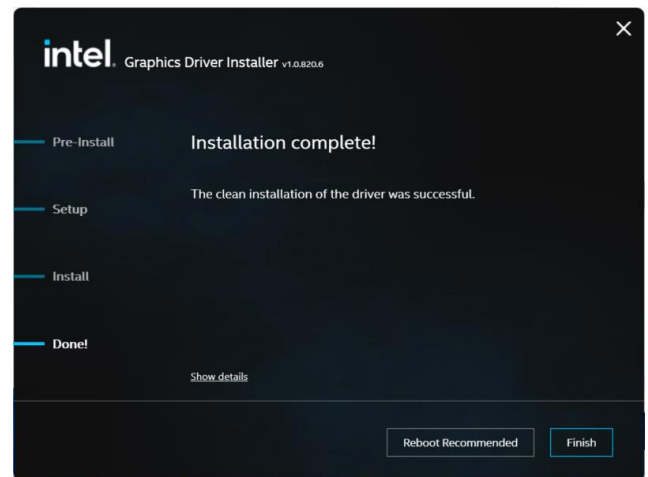 intel. Graphics Driver Installer v1.0.820.6
Pre-Install
Installation complete!
The clean installation of the driver was successful.
Setup
Install
Done!
Show details
Reboot Recommended
Finish